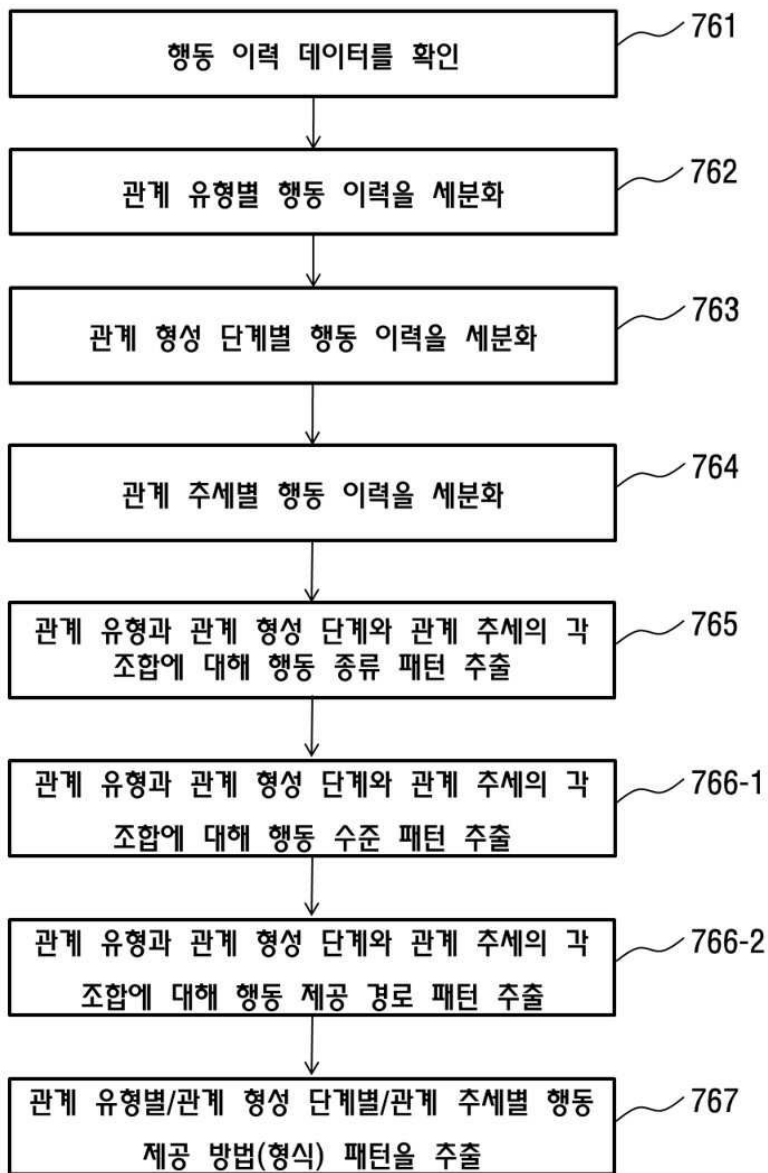 행동 이력 데이터를 확인
761
관계 유형별 행동 이력을 세분화
762
관계 형성 단계별 행동 이력을 세분화
763
관계 추세별 행동 이력을 세분화
764
관계 유형과 관계 형성 단계와 관계 추세의 각
조합에 대해 행동 종류 패턴 추출
765
관계 유형과 관계 형성 단계와 관계 추세의 각
조합에 대해 행동 수준 패턴 추출
766-1
관계 유형과 관계 형성 단계와 관계 추세의 각
조합에 대해 행동 제공 경로 패턴 추출
766-2
관계 유형별/관계 형성 단계별/관계 추세별 행동
제공 방법(형식) 패턴을 추출
767